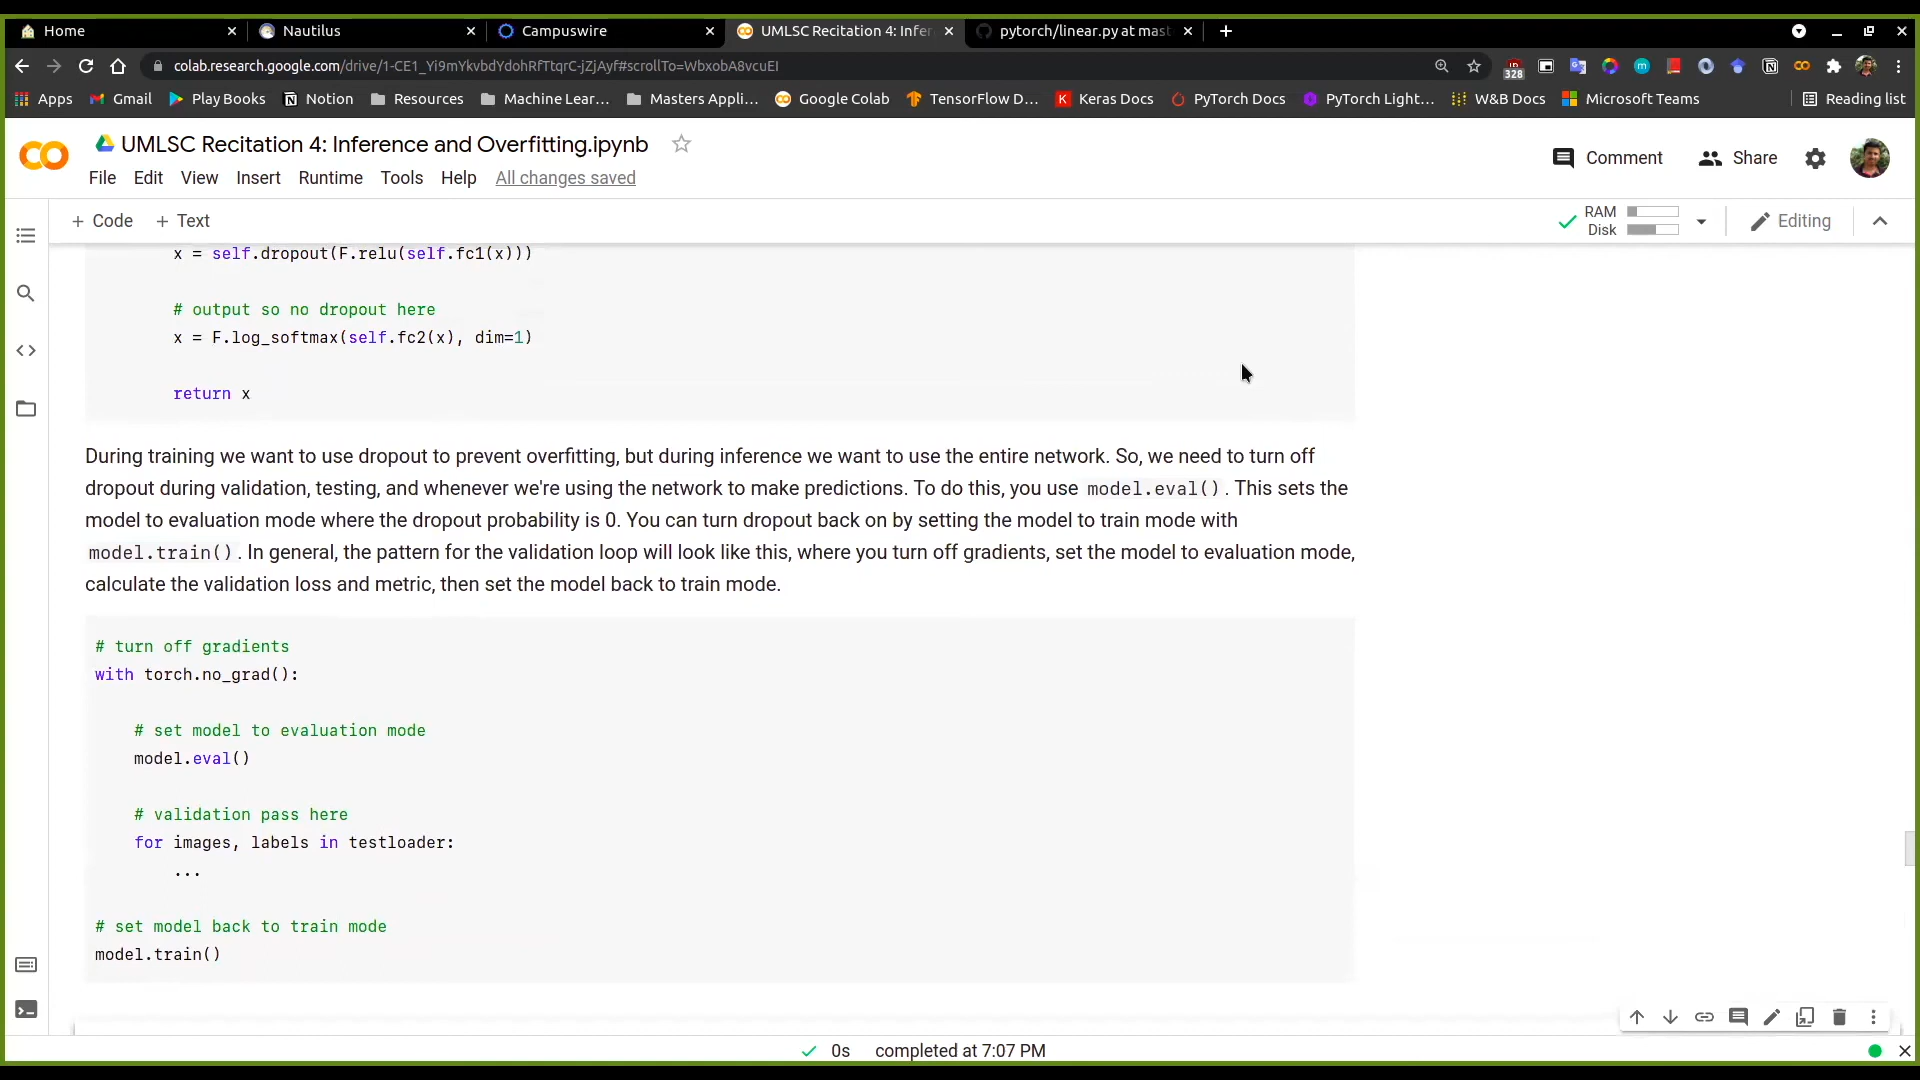 Home
Nautilus
Campuswire
UMLSC Recitation 4: Infer
pytorch/linear.py at mast
colab.research.google.com/drive/1-CE1_Yi9mYkvbdYdohRfTtqrC-jZjAyf#scrollTo=WbxobA8vcuEI
328
Apps
Gmail
Play Books
Notion
Resources
Machine Lear...
Masters Appli...
Google Colab
TensorFlow D...
Keras Docs
PyTorch Docs
PyTorch Light...
W&B Docs
Microsoft Teams
Reading list
UMLSC Recitation 4: Inference and Overfitting.ipynb
Comment
Share
File Edit View Insert Runtime Tools Help All changes saved
+ Code + Text
RAM
Disk
Editing
x = self.dropout(F.relu(self.fc1(x)))
# output so no dropout here
x = F.log_softmax(self.fc2(x), dim=1)
return x
During training we want to use dropout to prevent overfitting, but during inference we want to use the entire network. So, we need to turn off
dropout during validation, testing, and whenever we're using the network to make predictions. To do this, you use model.eval(). This sets the
model to evaluation mode where the dropout probability is 0. You can turn dropout back on by setting the model to train mode with
model.train(). In general, the pattern for the validation loop will look like this, where you turn off gradients, set the model to evaluation mode,
calculate the validation loss and metric, then set the model back to train mode.
# turn off gradients
with torch.no_grad():
# set model to evaluation mode
model.eval()
# validation pass here
for images, labels in testloader:
...
# set model back to train mode
model.train()
0s completed at 7:07 PM